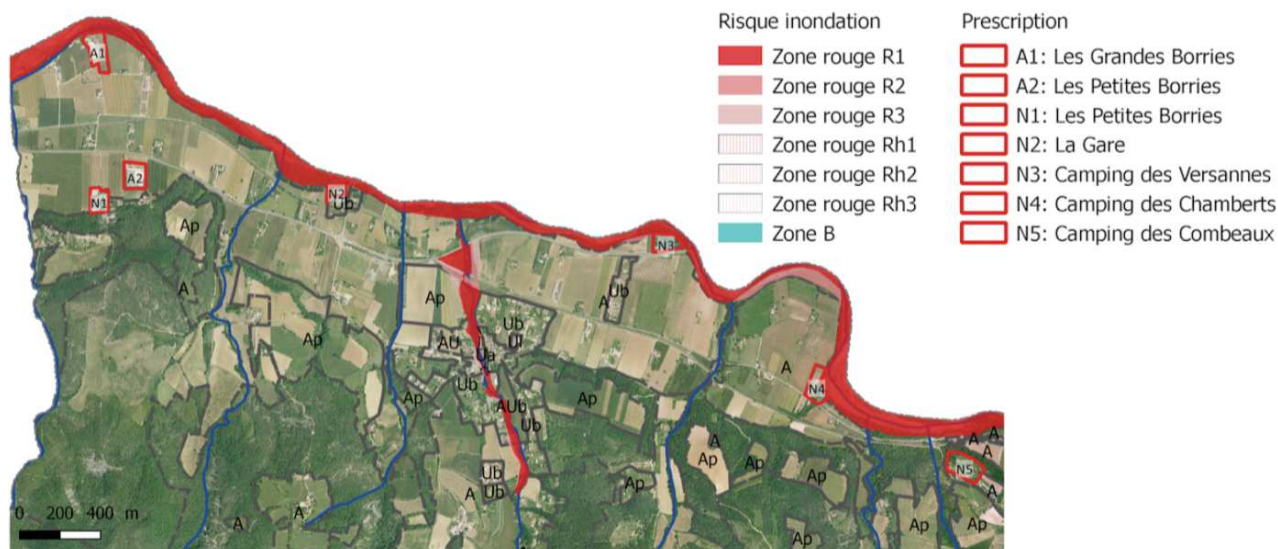 Risque inondation
Zone rouge R1
Zone rouge R2
Zone rouge R3
Zone rouge Rh1
Zone rouge Rh2
Zone rouge Rh3
Zone B
Prescription
A1: Les Grandes Borries
A2: Les Petites Borries
N1: Les Petites Borries
N2: La Gare
N3: Camping des Versannes
N4: Camping des Chamberts
N5: Camping des Combeaux
A1
A2
N1
N2
Ub
Ap
N3
A
Ap
A
Ub
Ap
Ub
UI
AU
Ua
A
N4
Ub
Ap
AUb
Ap
Ub
A
A
A
Ap
Ap
N5
Ub
A
Ub
Ap
Ap
A
A
A
Ap
Ap
Ap
0 200 400 m